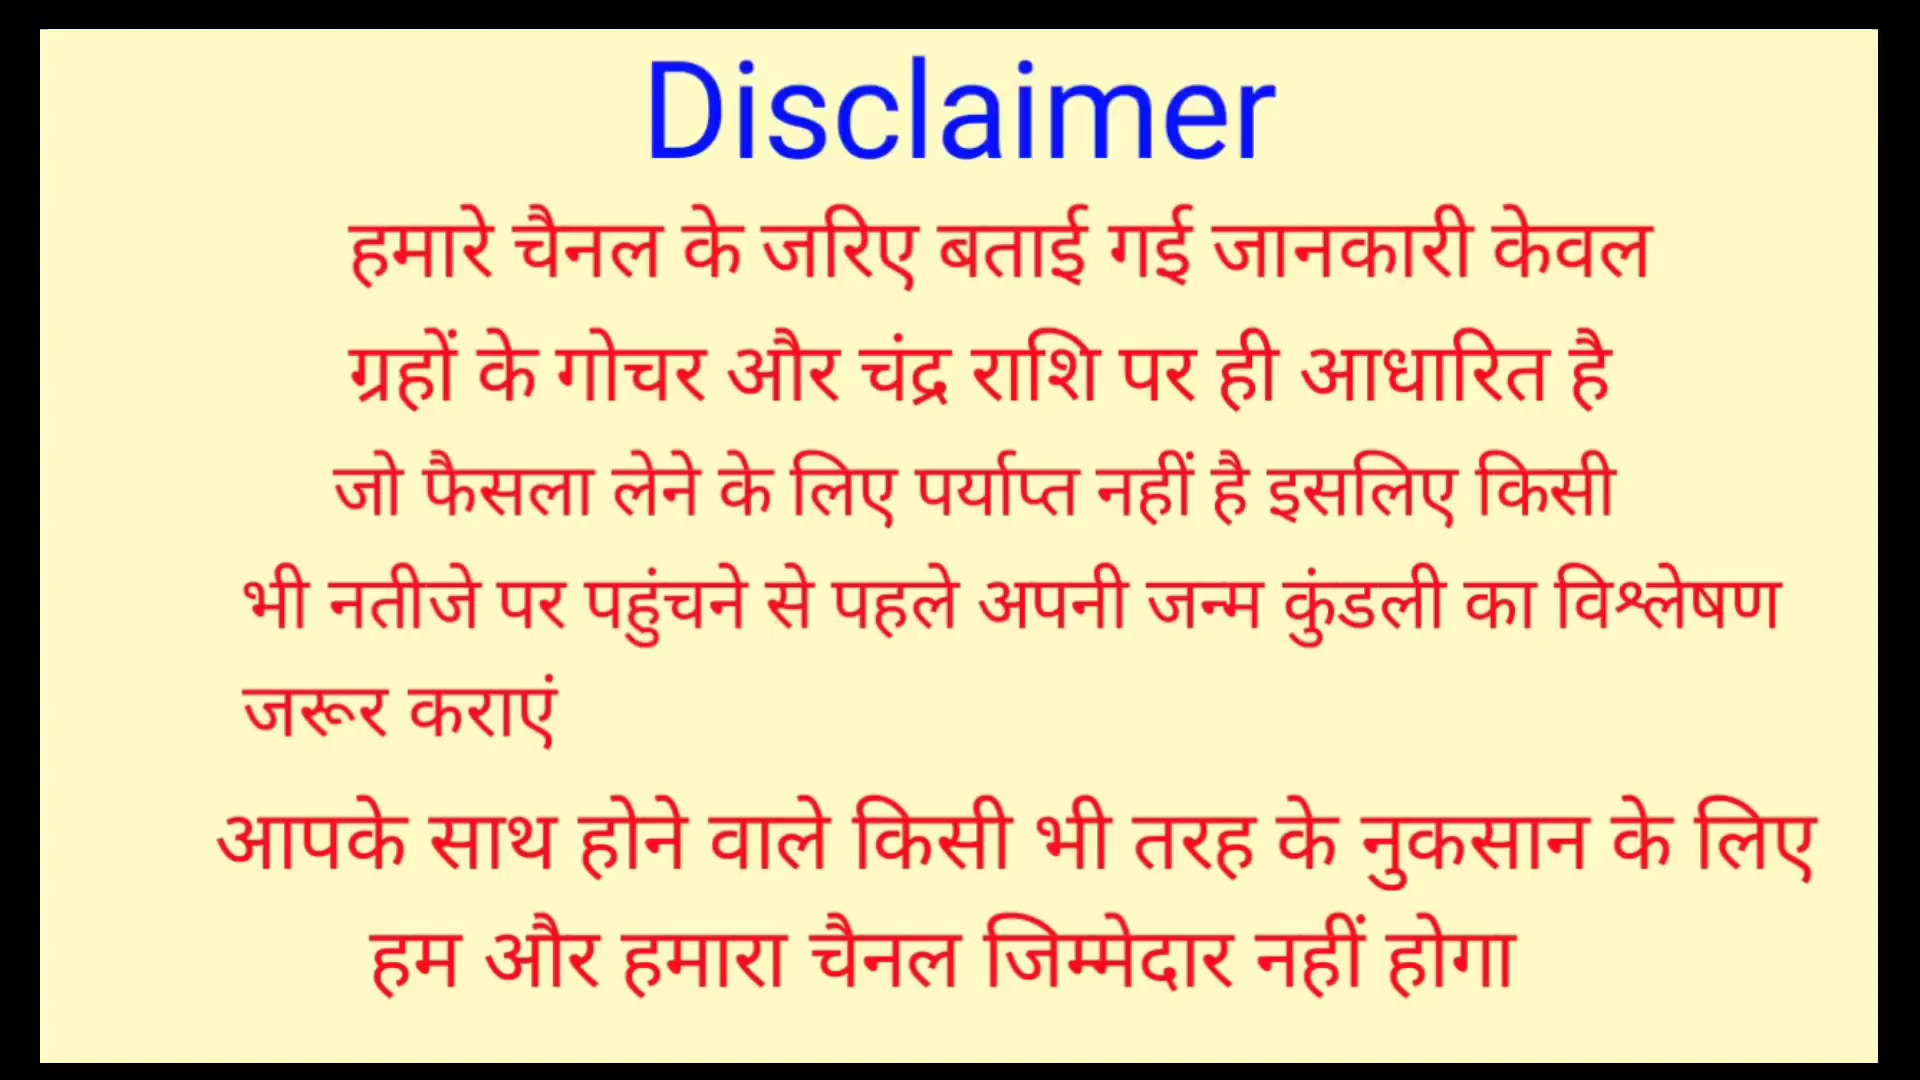 Disclaimer
हमारे चैनल के जरिए बताई गई जानकारी केवल
ग्रहों के गोचर और चंद्र राशि पर ही आधारित है
जो फैसला लेने के लिए पर्याप्त नहीं है इसलिए किसी
भी नतीजे पर पहुंचने से पहले अपनी जन्म कुंडली का विश्लेषण
जरूर कराएं
आपके साथ होने वाले किसी भी तरह के नुकसान के लिए
हम और हमारा चैनल जिम्मेदार नहीं होगा